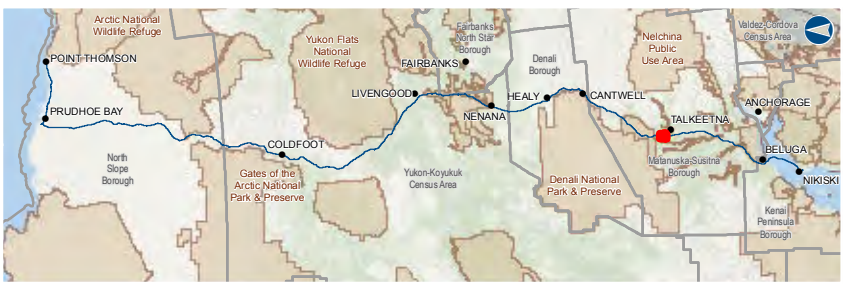 Arctic National
Wildlife Refuge
Yukon Flats
National
Wildlife Refuge
Fairbanks
North Star
Borough
Nelchina
Public
Use Area
Valdez-Cordova
Census Area
POINT THOMSON
FAIRBANKS
Denali
Borough
LIVENGOOD
HEALY
CANTWELL
ANCHORAGE
PRUDHOE BAY
NENANA
TALKEETNA
COLDFOOT
BELUGA
North
Slope
Borough
Gates of the
Arctic National
Park & Preserve
Yukon-Koyukuk
Census Area
Denali National
Park & Preserve
Matanuska-Susitna
Borough
NIKISKI
Kenai
Peninsula
Borough